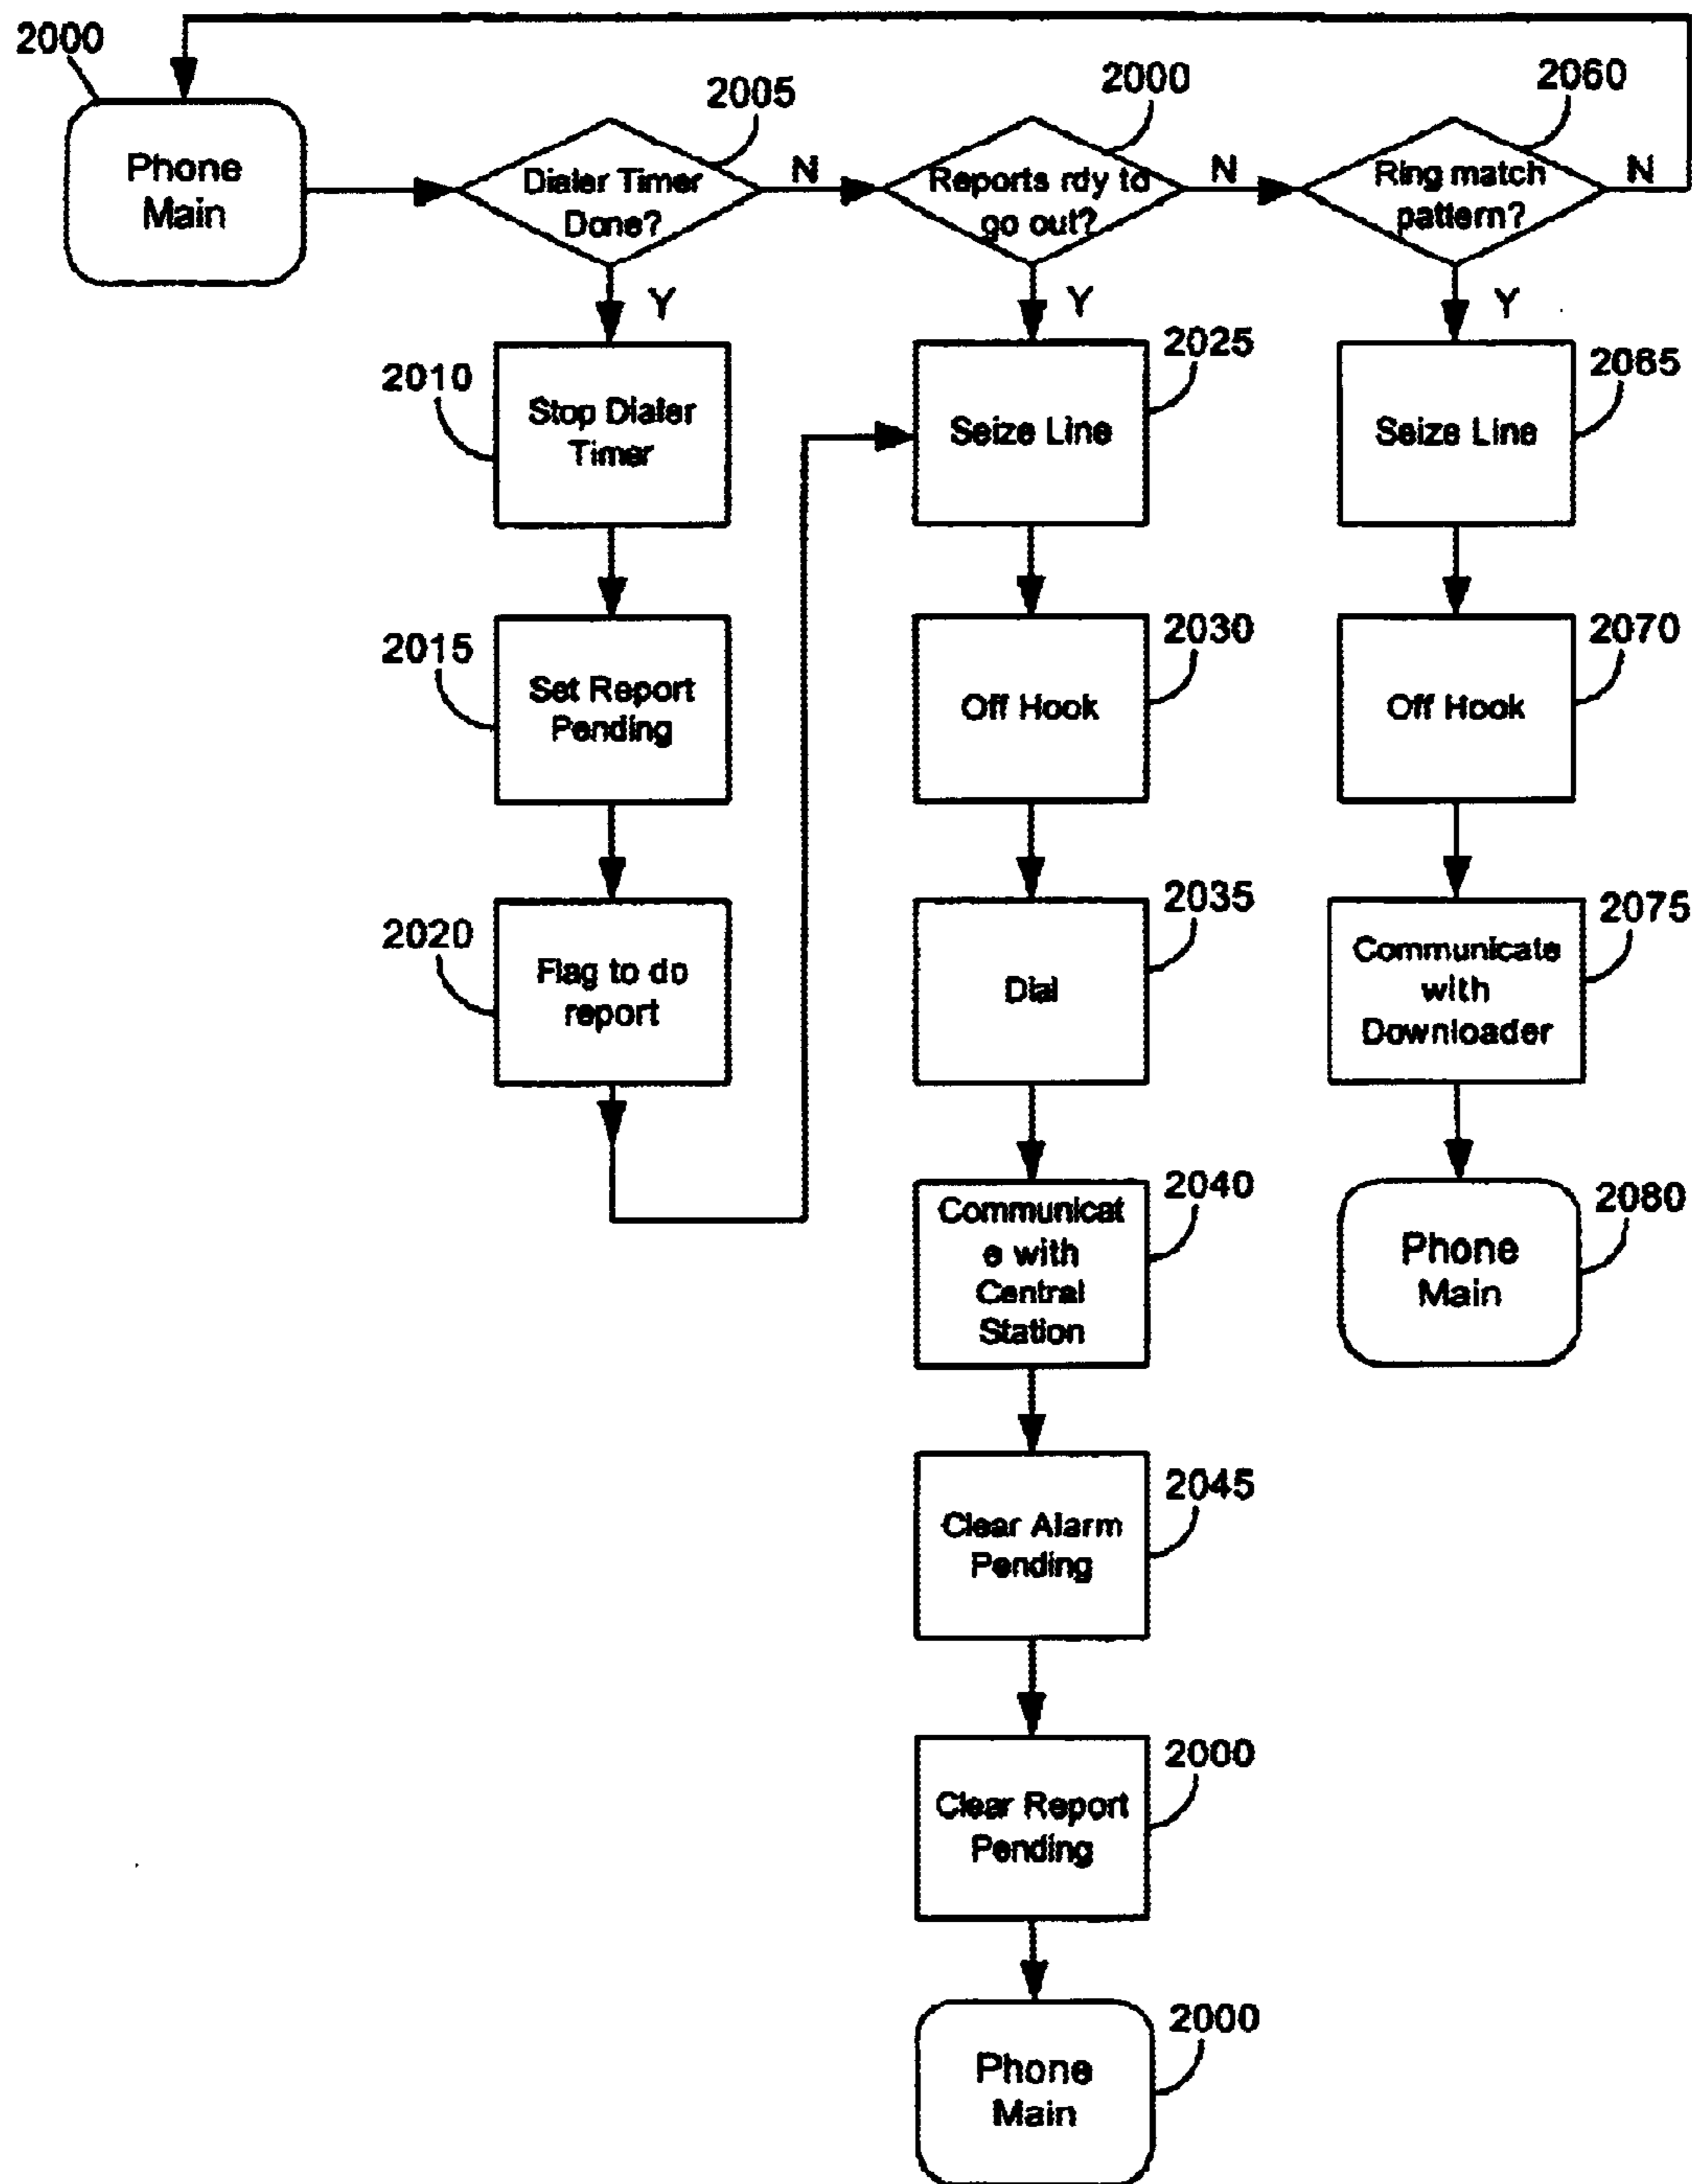 2000
Phone
Main
2005
Dialer Timer
Done?
N
Y
2000
Reports rdy to
go out?
N
Y
2060
Ring match
pattern?
N
Y
2010
Stop Dialer
Timer
2015
Set Report
Pending
2020
Flag to do
report
2025
Seize Line
2030
Off Hook
2035
Dial
2040
Communicat
e with
Central
Station
2045
Clear Alarm
Pending
2000
Clear Report
Pending
2000
Phone
Main
2065
Seize Line
2070
Off Hook
2075
Communicate
with
Downloader
2080
Phone
Main